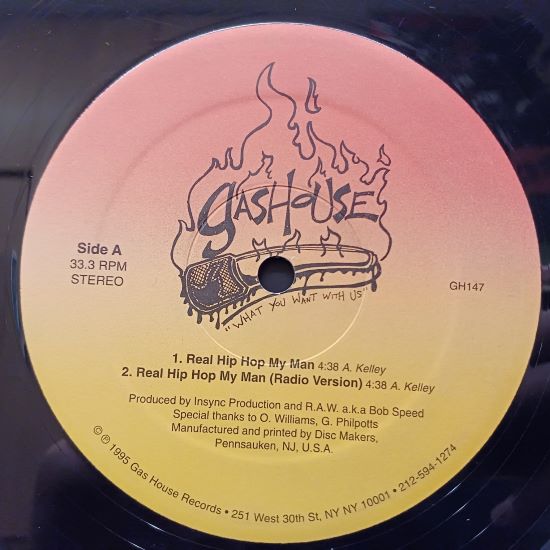 GASHOUSE
"WHAT YOU WANT WITH US"
Side A
33.3 RPM
STEREO
GH147
1. Real Hip Hop My Man 4:38 A. Kelley
2. Real Hip Hop My Man (Radio Version) 4:38 A. Kelley
Produced by Insync Production and R.A.W. a.k.a Bob Speed
Special thanks to O. Williams, G. Philpotts
Manufactured and printed by Disc Makers,
Pennsauken, NJ, U.S.A.
© ℗ 1995 Gas House Records • 251 West 30th St, NY NY 10001 • 212-594-1274